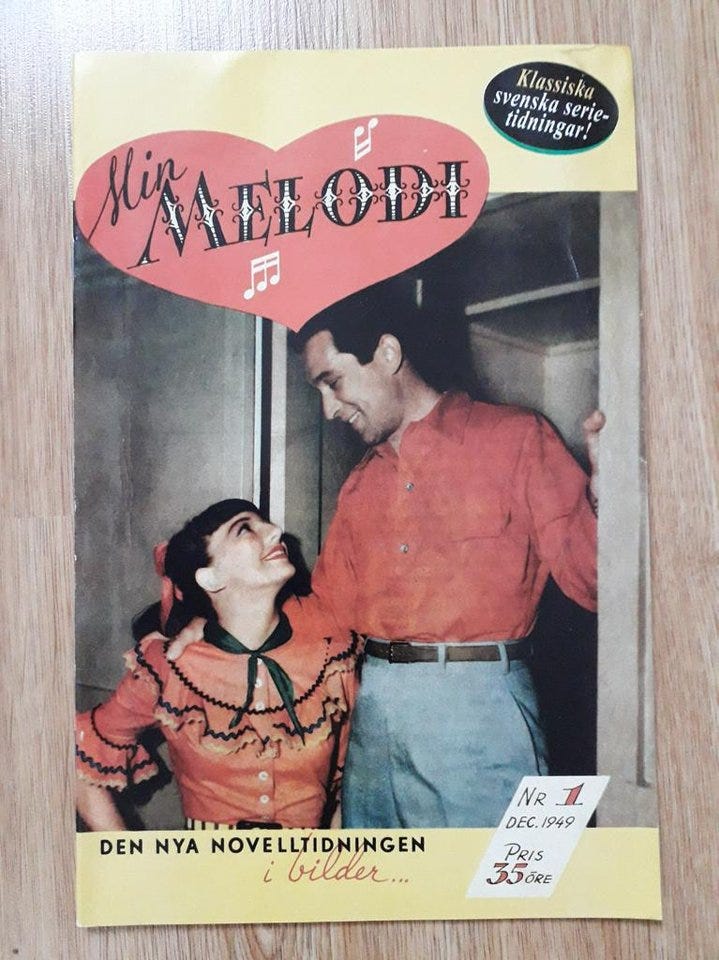 Klassiska
svenska serie-
tidningar!
Min
MELODI
NR 1
DEC. 1949
PRIS
35 ÖRE
DEN NYA NOVELLTIDNINGEN
i bilder...